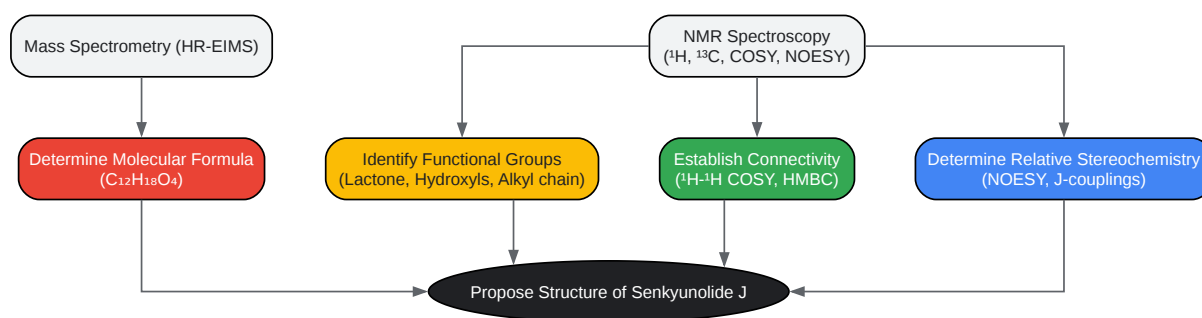 Mass Spectrometry (HR-EIMS)
NMR Spectroscopy
(¹H, ¹³C, COSY, NOESY)
Determine Molecular Formula
(C₁₂H₁₈O₄)
Identify Functional Groups
(Lactone, Hydroxyls, Alkyl chain)
Establish Connectivity
(¹H-¹H COSY, HMBC)
Determine Relative Stereochemistry
(NOESY, J-couplings)
Propose Structure of Senkyunolide J